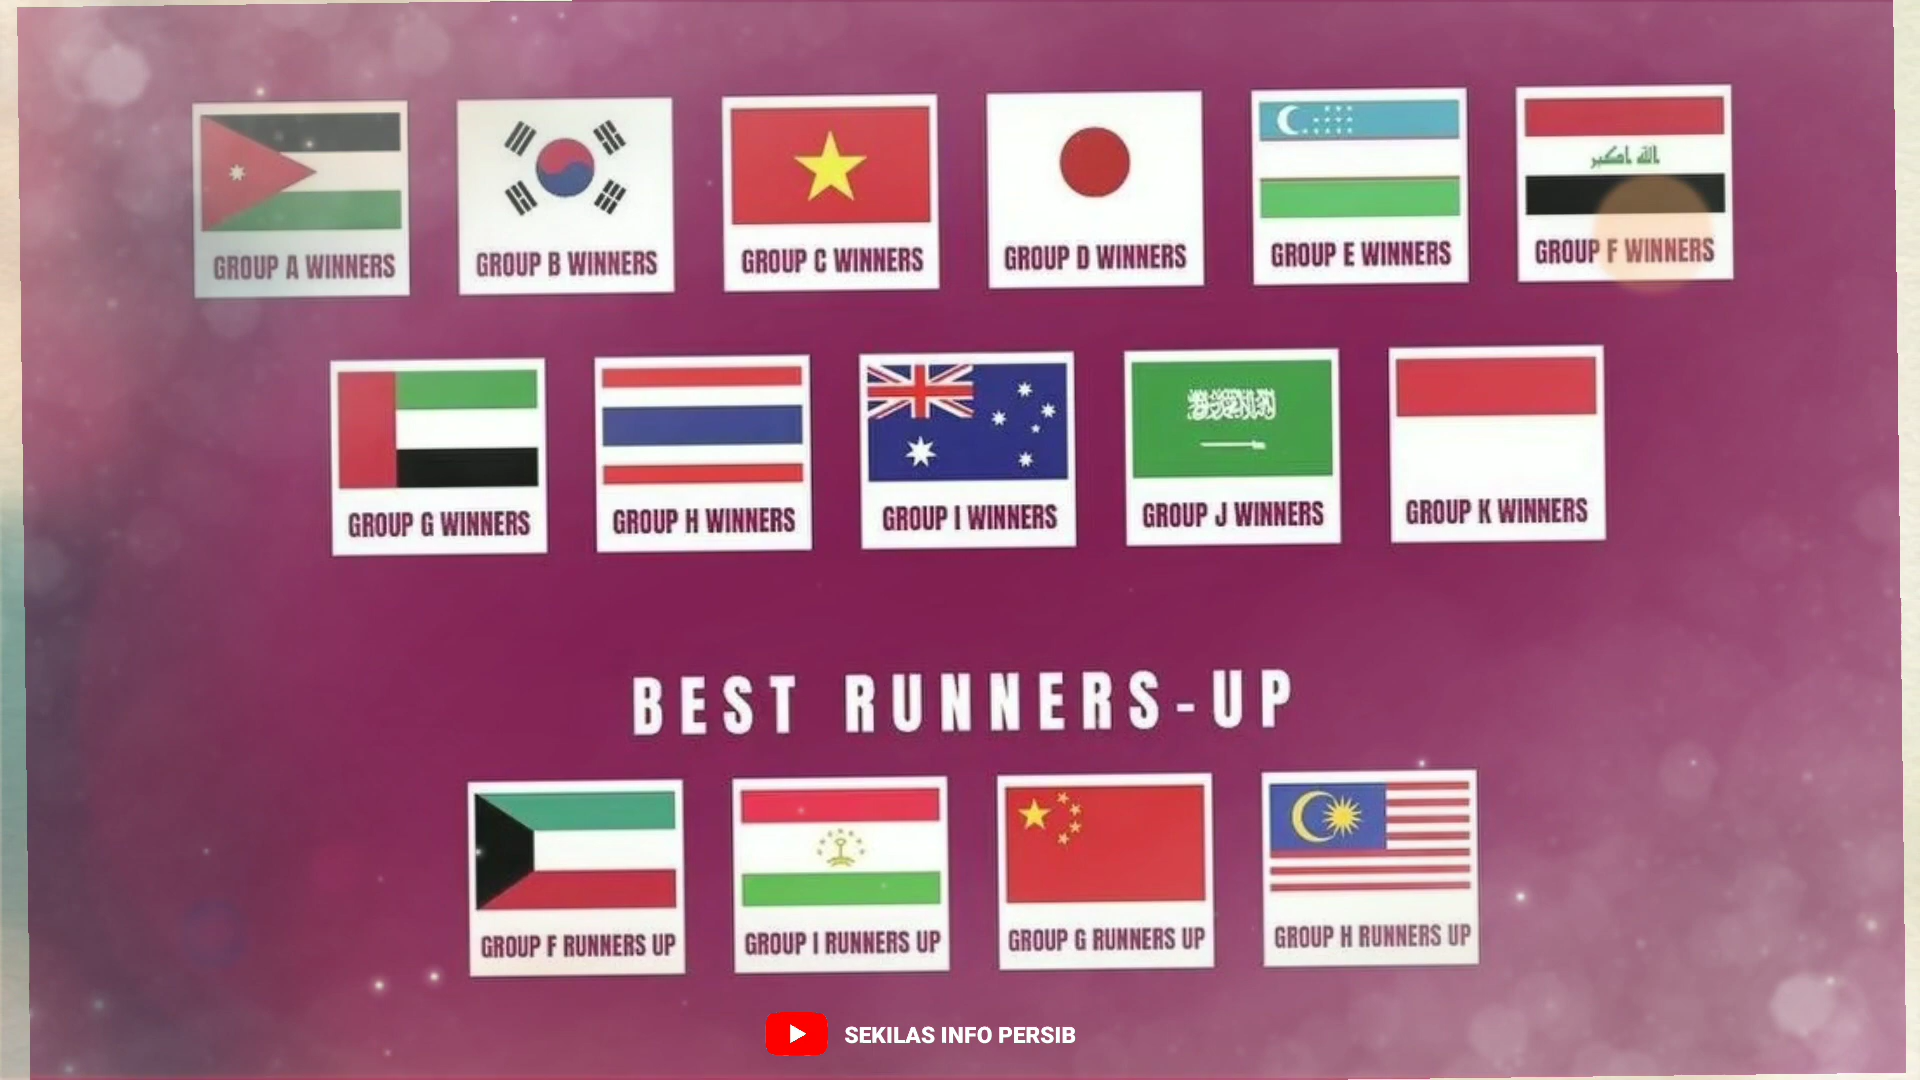 الله اكبر
GROUP A WINNERS
GROUP B WINNERS
GROUP C WINNERS
GROUP D WINNERS
GROUP E WINNERS
GROUP F WINNERS
GROUP G WINNERS
GROUP H WINNERS
GROUP I WINNERS
GROUP J WINNERS
GROUP K WINNERS
BEST RUNNERS-UP
GROUP F RUNNERS UP
GROUP I RUNNERS UP
GROUP G RUNNERS UP
GROUP H RUNNERS UP
SEKILAS INFO PERSIB